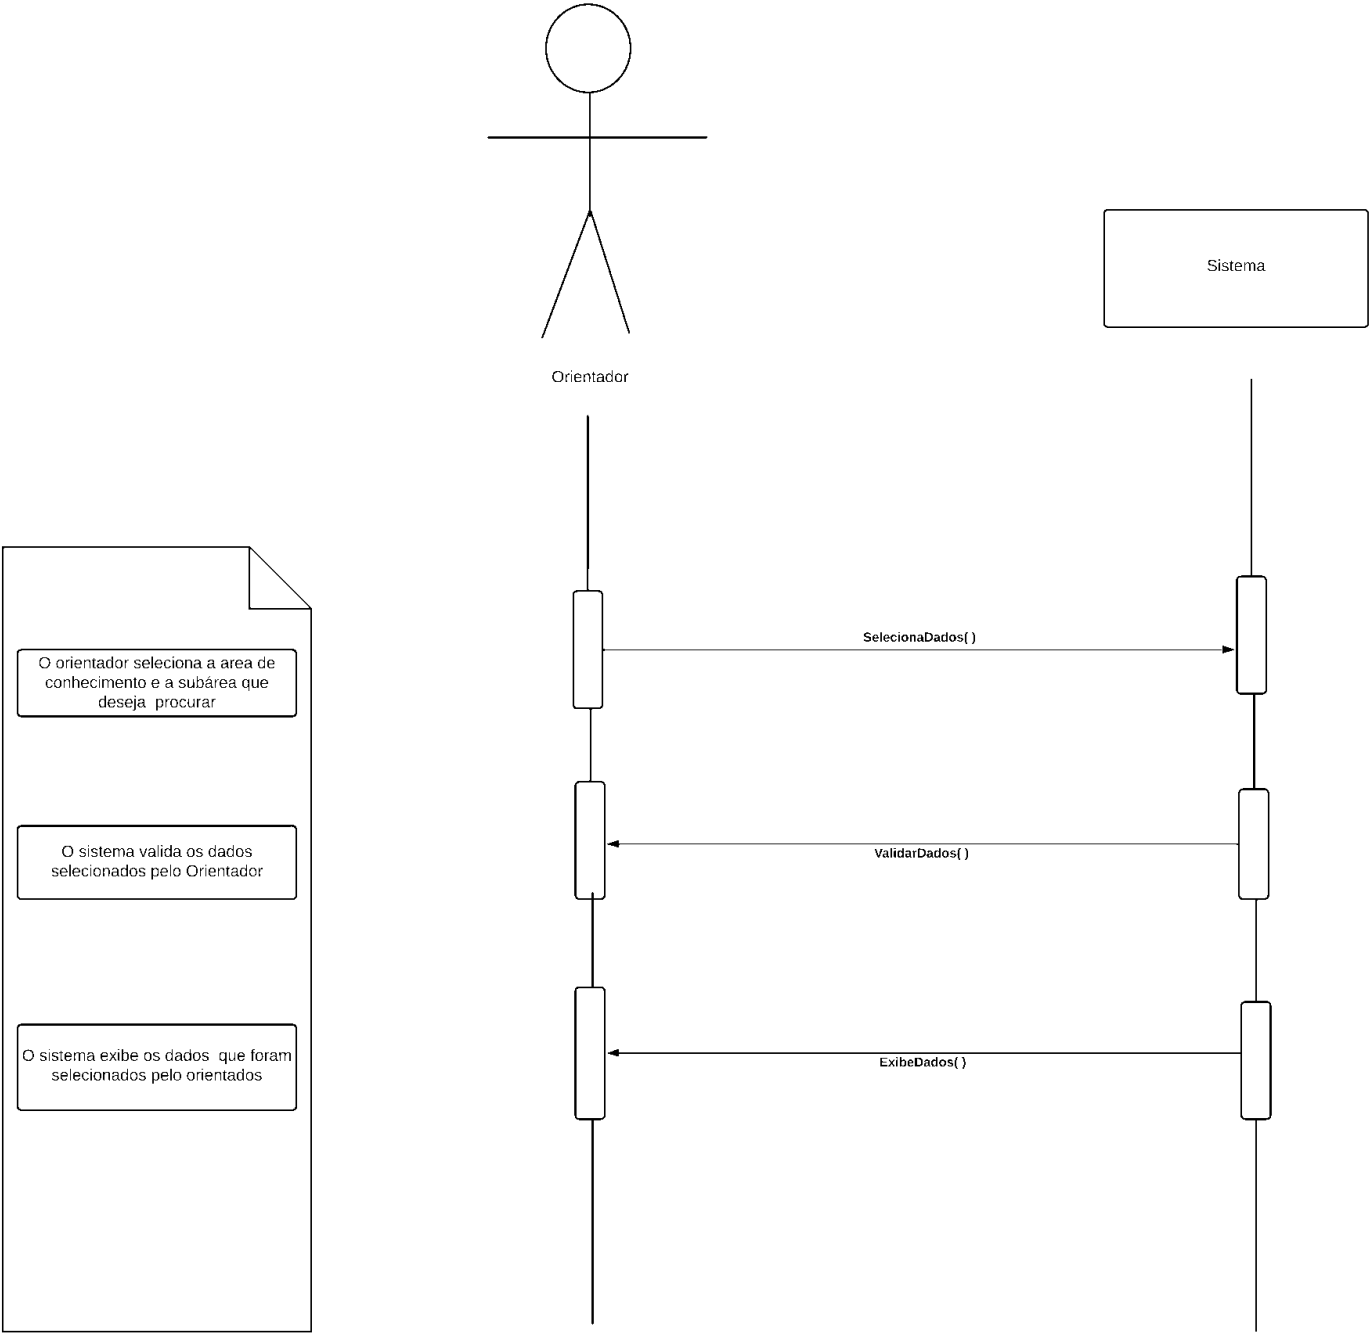 Sistema
Orientador
SelecionaDados( )
O orientador seleciona a area de
conhecimento e a subárea que
deseja  procurar
O sistema valida os dados
selecionados pelo Orientador
ValidarDados( )
O sistema exibe os dados  que foram
selecionados pelo orientados
ExibeDados( )